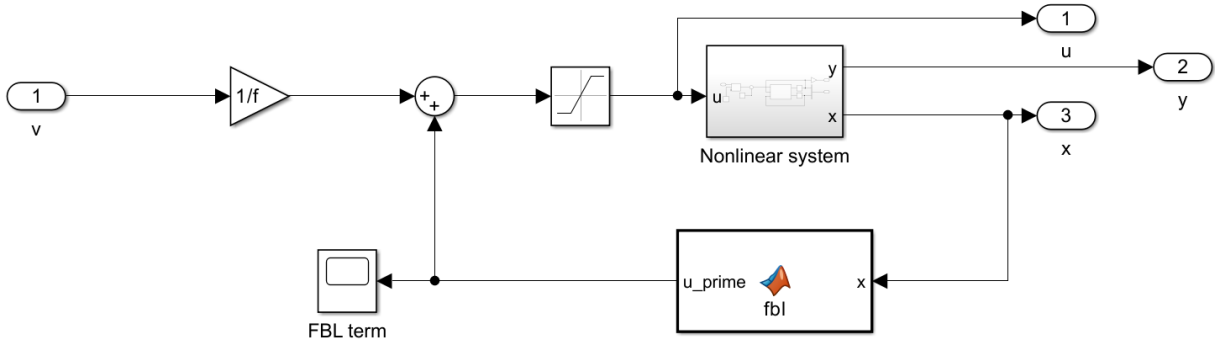 1
u
y
2
y
1
v
1/f
+
+
u
x
3
x
Nonlinear system
u_prime
x
fbl
FBL term